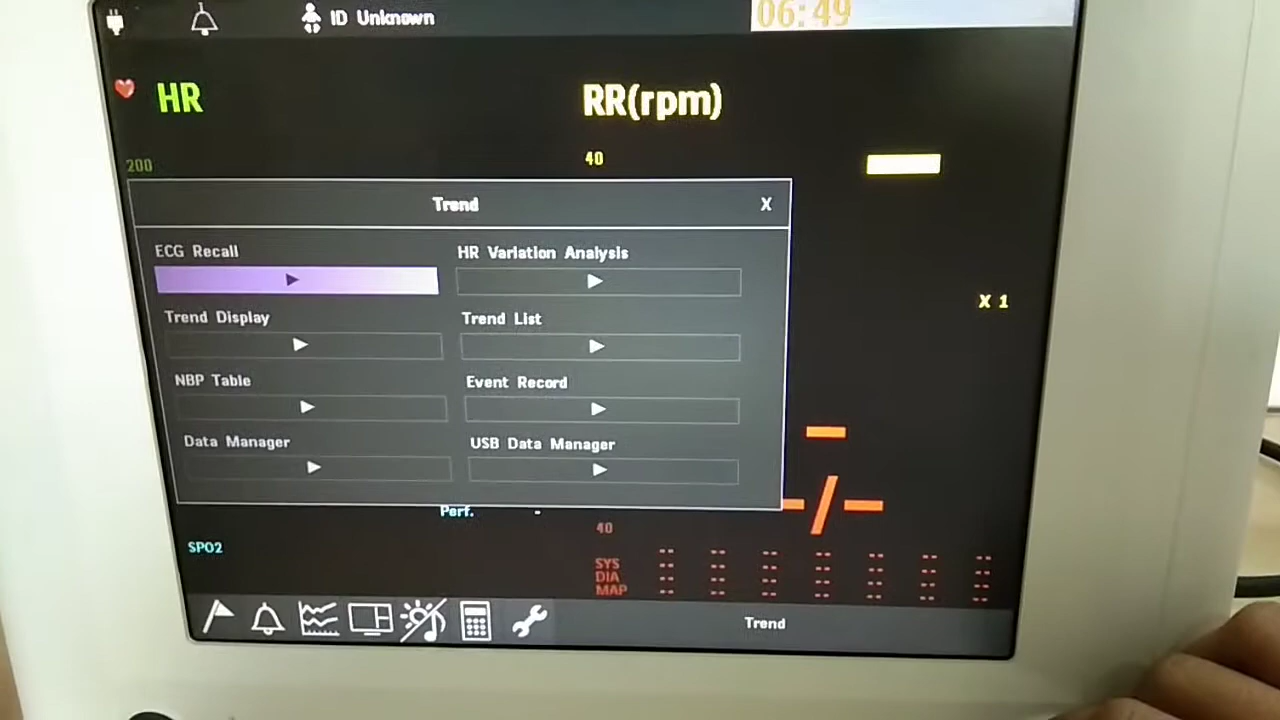 ID Unknown
06:49
HR
RR(rpm)
200
40
Trend X
ECG Recall
HR Variation Analysis
Trend Display
Trend List
X 1
NBP Table
Event Record
Data Manager
USB Data Manager
-
-/-
Perf. -
40
SPO2
SYS -- -- -- -- -- -- --
DIA -- -- -- -- -- -- --
MAP -- -- -- -- -- -- --
Trend